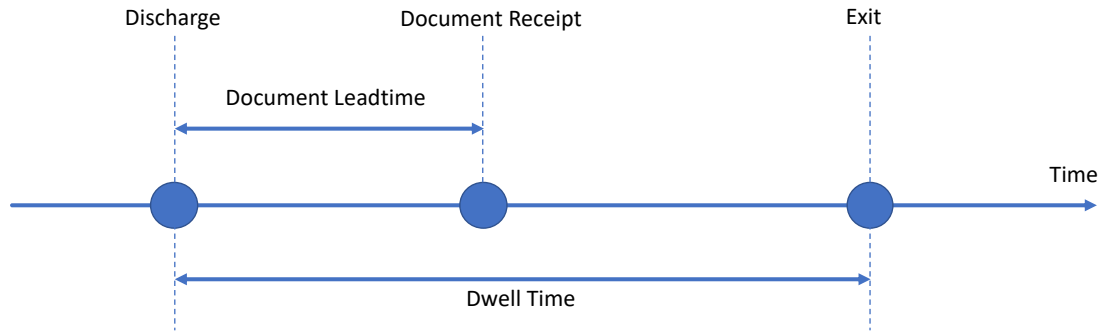 Discharge
Document Receipt
Exit
Document Leadtime
Time
Dwell Time